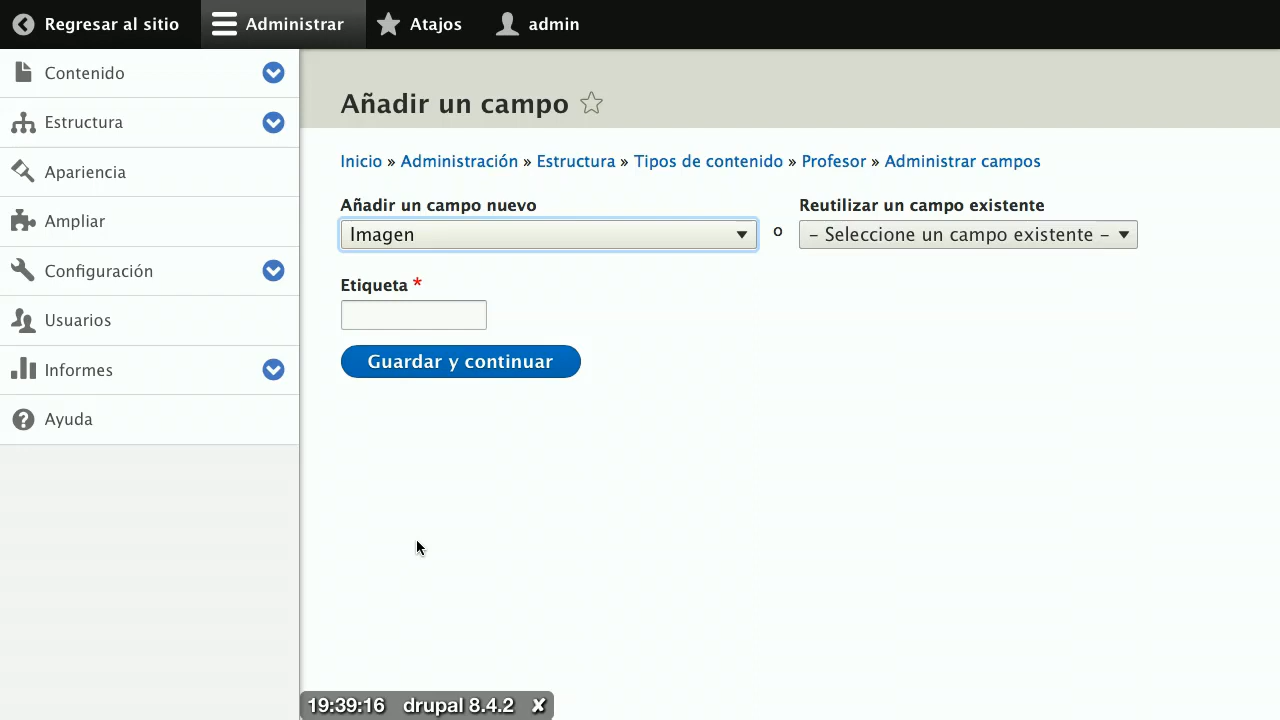 Regresar al sitio
Administrar
Atajos
admin
Contenido
Estructura
Apariencia
Ampliar
Configuración
Usuarios
Informes
Ayuda
Añadir un campo
Inicio » Administración » Estructura » Tipos de contenido » Profesor » Administrar campos
Añadir un campo nuevo
Imagen
o
Reutilizar un campo existente
– Seleccione un campo existente –
Etiqueta *
Guardar y continuar
19:39:16 drupal 8.4.2 ✘